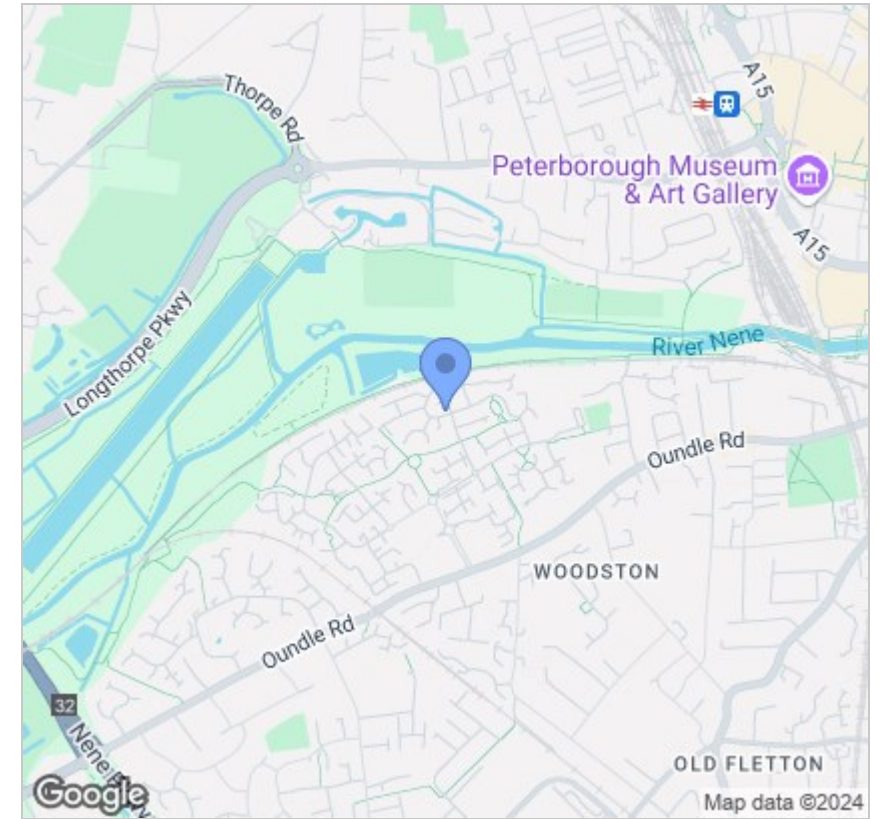 Thorpe Rd
A15
Peterborough Museum
& Art Gallery
A15
Longthorpe Pkwy
River Nene
Oundle Rd
WOODSTON
Oundle Rd
32
Nene
OLD FLETTON
Google
Map data ©2024